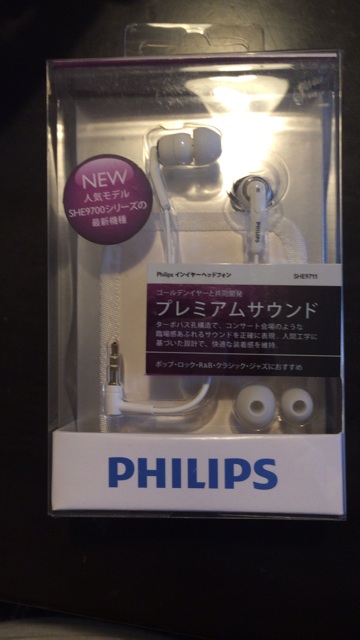 NEW
人気モデル
SHE9700シリーズの
最新機種
PHILIPS
Philips インイヤーヘッドフォン
SHE9711
ゴールデンイヤーと共同開発
プレミアムサウンド
ターボバス孔構造で、コンサート会場のような
臨場感あふれるサウンドを正確に表現。人間工学に
基づいた設計で、快適な装着感を維持。
ポップ・ロック・R&B・クラシック・ジャズにおすすめ
PHILIPS